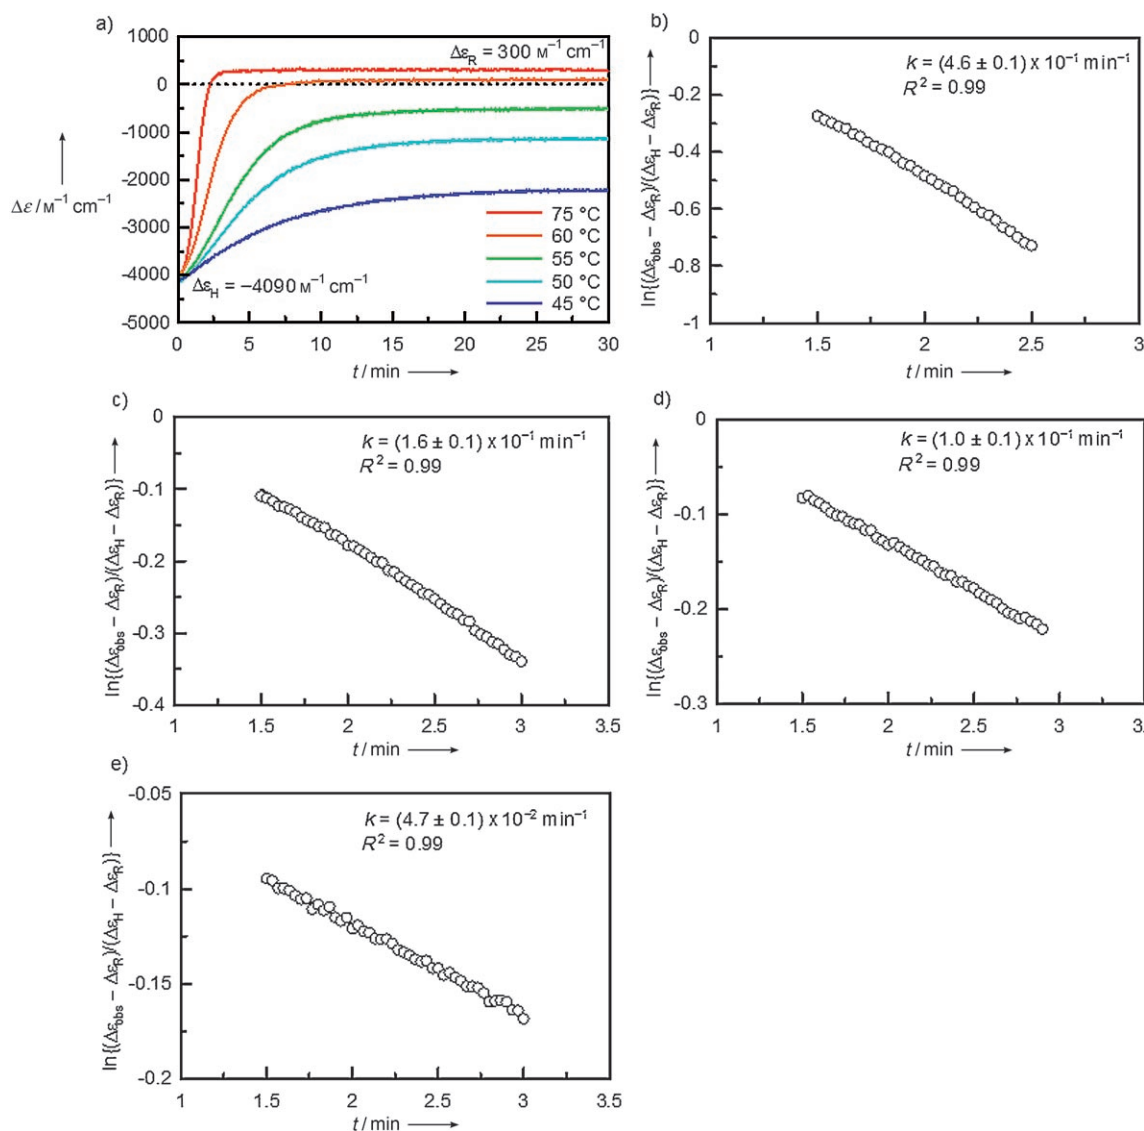 a)
1000
0
-1000
-2000
-3000
-4000
-5000
Δε / M⁻¹ cm⁻¹
Δε_R = 300 M⁻¹ cm⁻¹
Δε_H = −4090 M⁻¹ cm⁻¹
75 °C
60 °C
55 °C
50 °C
45 °C
0 5 10 15 20 25 30
t / min
b)
0
-0.2
-0.4
-0.6
-0.8
-1
ln{(Δε_obs − Δε_R)/(Δε_H − Δε_R)}
k = (4.6 ± 0.1) x 10⁻¹ min⁻¹
R² = 0.99
1 1.5 2 2.5 3
t / min
c)
0
-0.1
-0.2
-0.3
-0.4
ln{(Δε_obs − Δε_R)/(Δε_H − Δε_R)}
k = (1.6 ± 0.1) x 10⁻¹ min⁻¹
R² = 0.99
1 1.5 2 2.5 3 3.5
t / min
d)
0
-0.1
-0.2
-0.3
ln{(Δε_obs − Δε_R)/(Δε_H − Δε_R)}
k = (1.0 ± 0.1) x 10⁻¹ min⁻¹
R² = 0.99
1 1.5 2 2.5 3
t / min
e)
-0.05
-0.1
-0.15
-0.2
ln{(Δε_obs − Δε_R)/(Δε_H − Δε_R)}
k = (4.7 ± 0.1) x 10⁻² min⁻¹
R² = 0.99
1 1.5 2 2.5 3 3.5
t / min